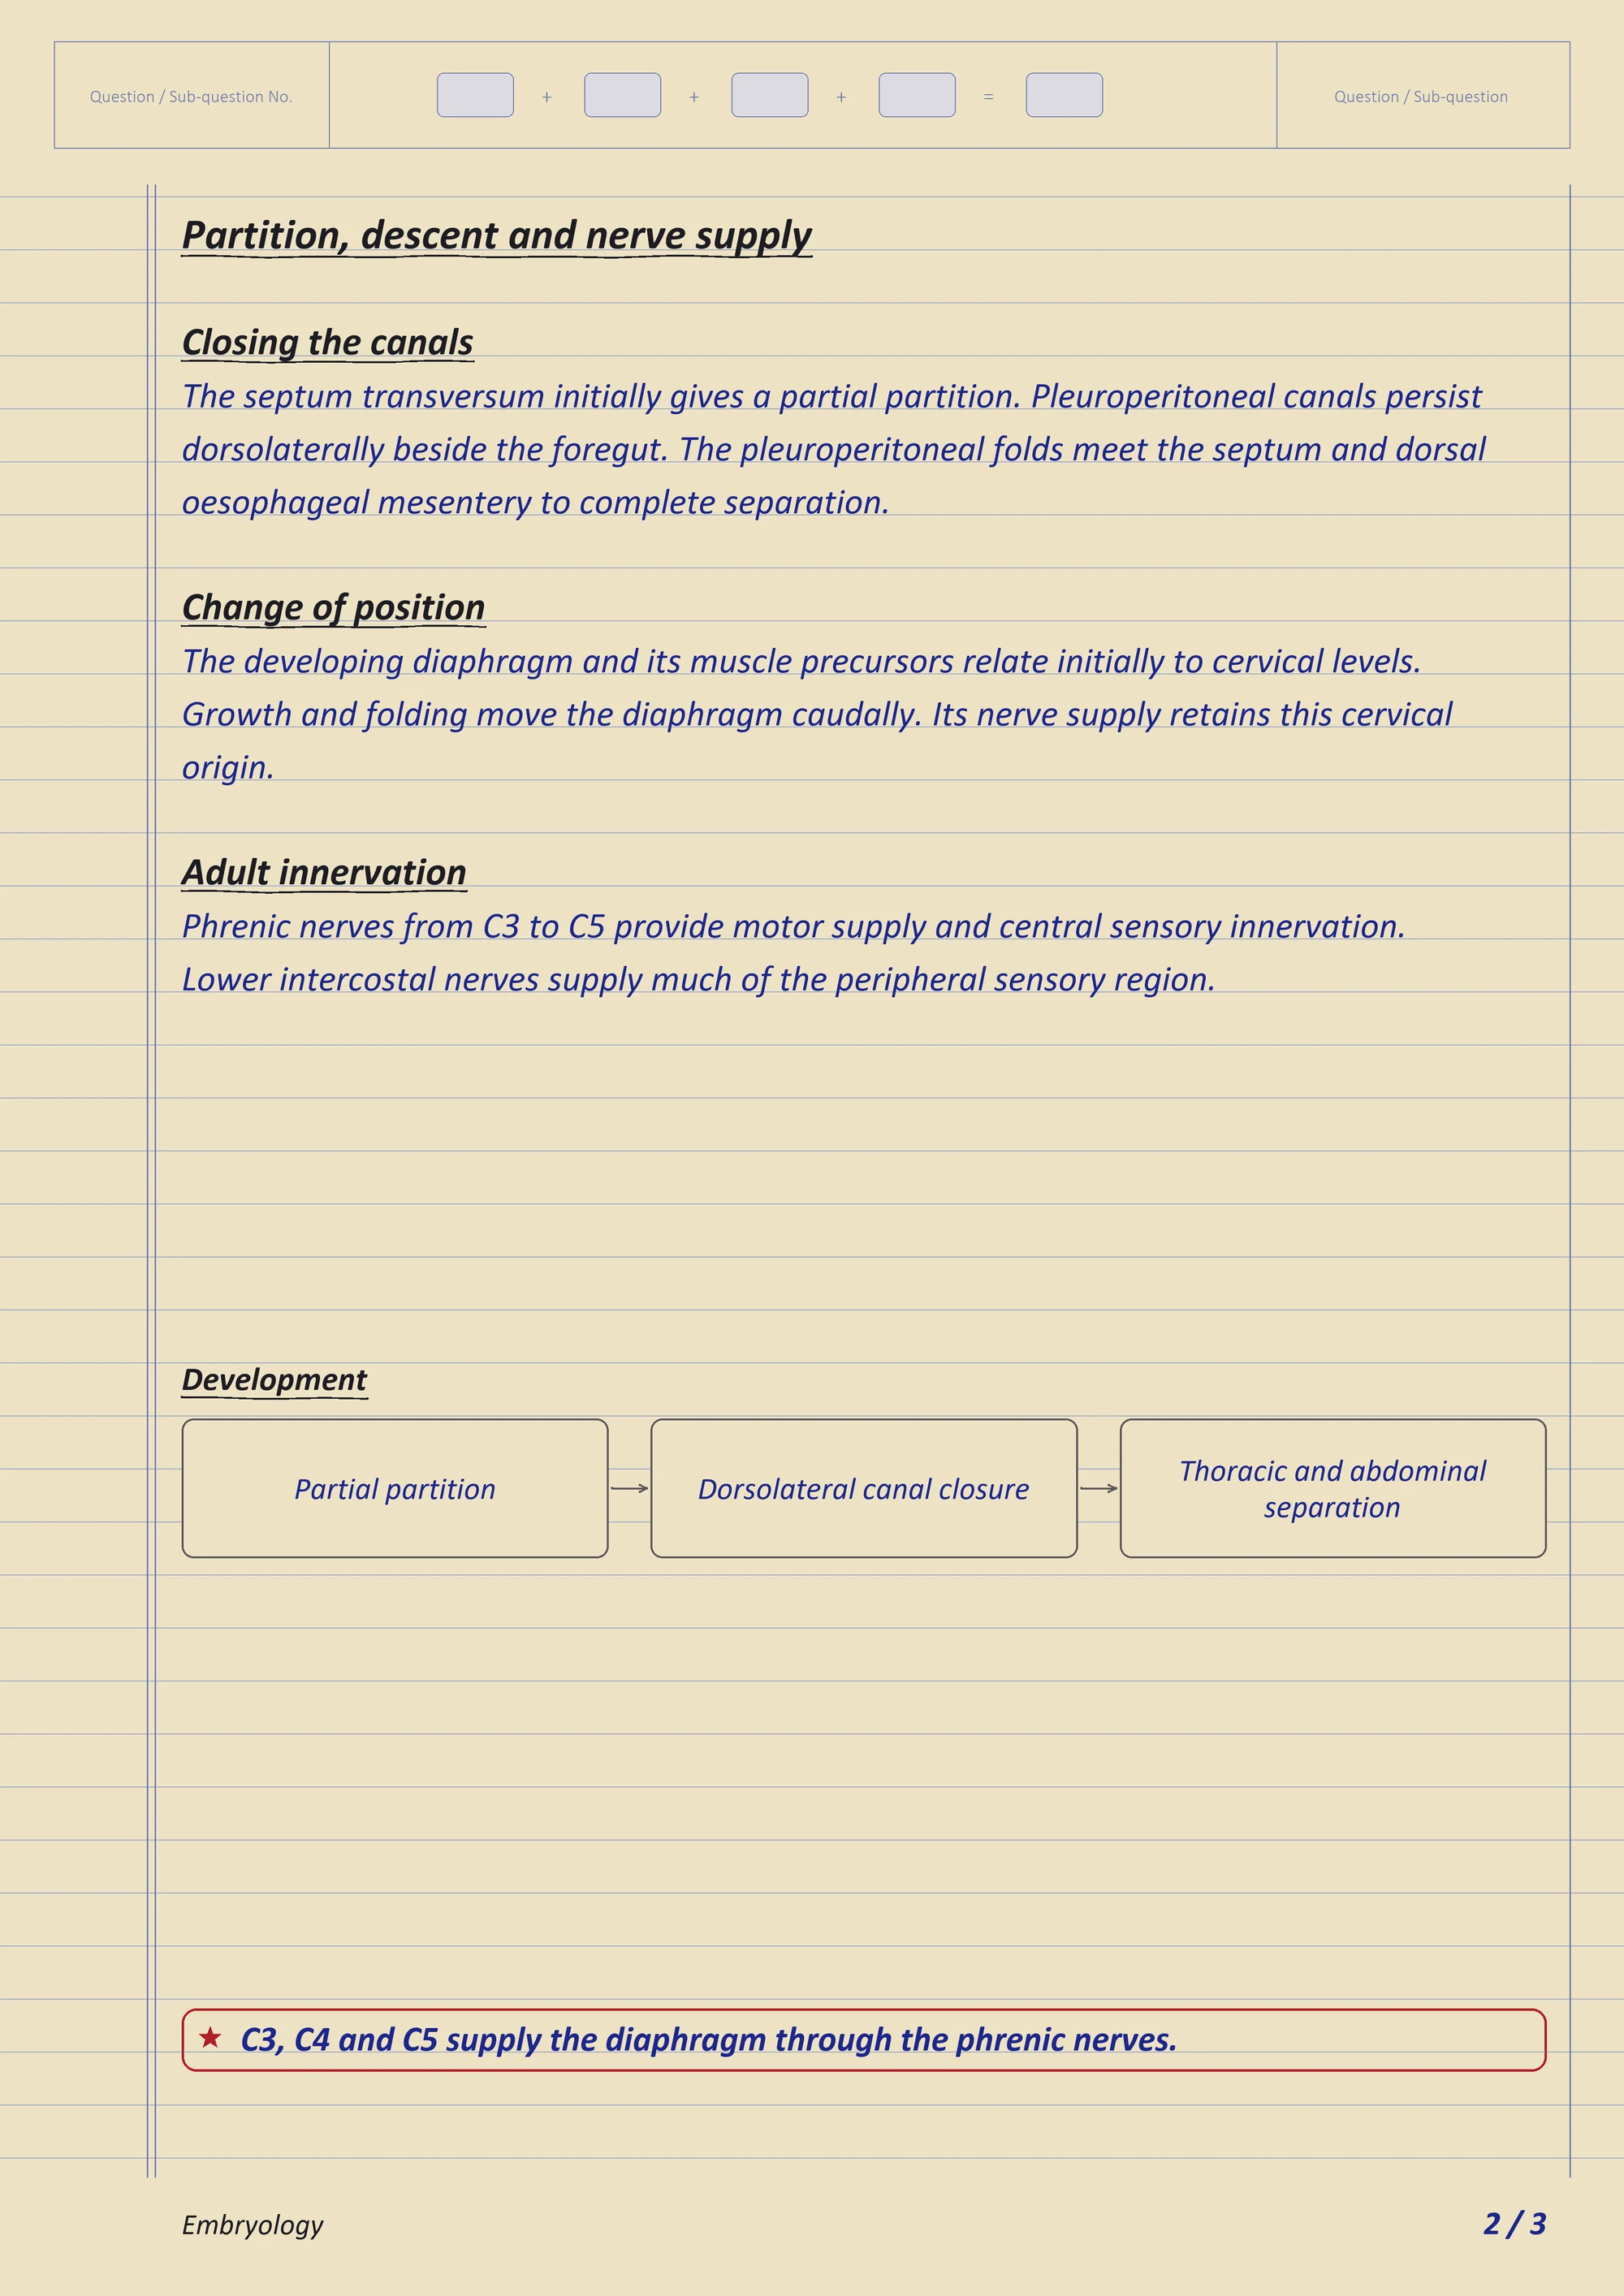 Question / Sub-question No.
+ + + =
Question / Sub-question
Partition, descent and nerve supply
Closing the canals
The septum transversum initially gives a partial partition. Pleuroperitoneal canals persist
dorsolaterally beside the foregut. The pleuroperitoneal folds meet the septum and dorsal
oesophageal mesentery to complete separation.
Change of position
The developing diaphragm and its muscle precursors relate initially to cervical levels.
Growth and folding move the diaphragm caudally. Its nerve supply retains this cervical
origin.
Adult innervation
Phrenic nerves from C3 to C5 provide motor supply and central sensory innervation.
Lower intercostal nerves supply much of the peripheral sensory region.
Development
Partial partition
Dorsolateral canal closure
Thoracic and abdominal
separation
★ C3, C4 and C5 supply the diaphragm through the phrenic nerves.
Embryology
2 / 3